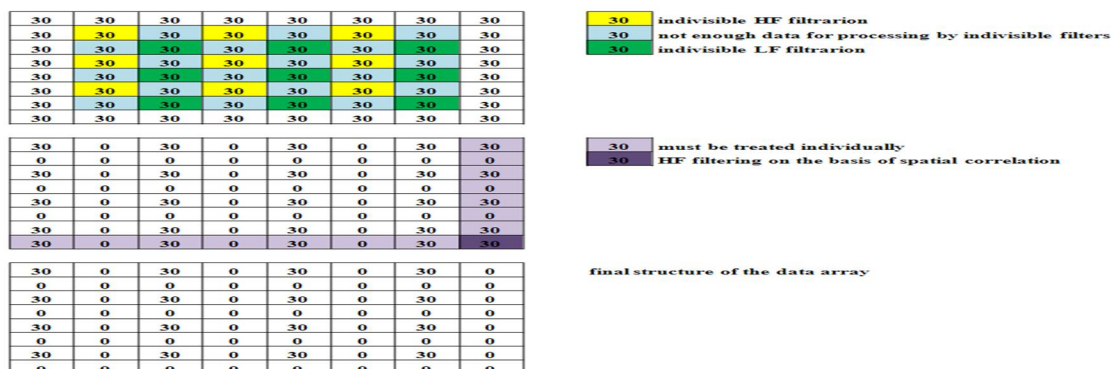 30 30 30 30 30 30 30 30 30 indivisible HF filtrarion
30 30 30 30 30 30 30 30 30 not enough data for processing by indivisible filters
30 30 30 30 30 30 30 30 30 indivisible LF filtrarion
30 30 30 30 30 30 30 30
30 30 30 30 30 30 30 30
30 30 30 30 30 30 30 30
30 30 30 30 30 30 30 30
30 30 30 30 30 30 30 30
30 0 30 0 30 0 30 30 30 must be treated individually
0 0 0 0 0 0 0 0 30 HF filtering on the basis of spatial correlation
30 0 30 0 30 0 30 30
0 0 0 0 0 0 0 0
30 0 30 0 30 0 30 30
0 0 0 0 0 0 0 0
30 0 30 0 30 0 30 30
30 0 30 0 30 0 30 30
30 0 30 0 30 0 30 0 final structure of the data array
0 0 0 0 0 0 0 0
30 0 30 0 30 0 30 0
0 0 0 0 0 0 0 0
30 0 30 0 30 0 30 0
0 0 0 0 0 0 0 0
30 0 30 0 30 0 30 0
0 0 0 0 0 0 0 0